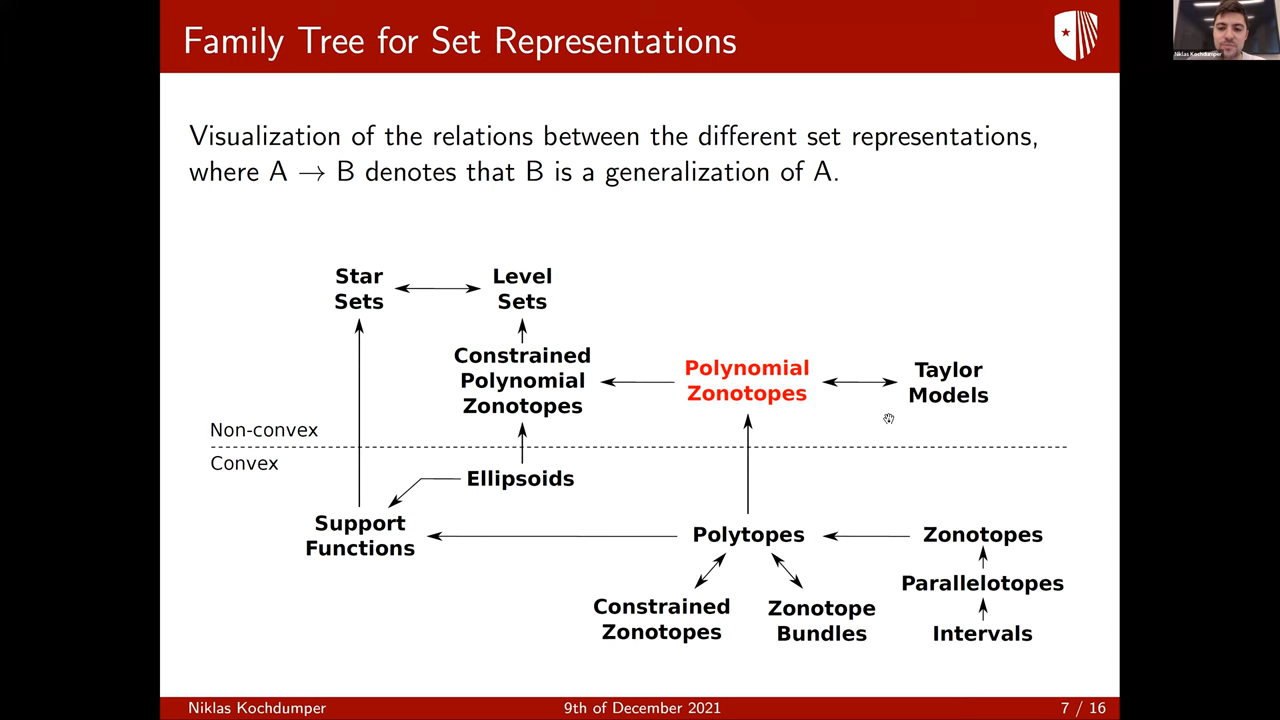 Family Tree for Set Representations
Niklas Kochdumper
Visualization of the relations between the different set representations,
where A → B denotes that B is a generalization of A.
Star
Sets
Level
Sets
Constrained
Polynomial
Zonotopes
Polynomial
Zonotopes
Taylor
Models
Non-convex
Convex
Ellipsoids
Support
Functions
Polytopes
Zonotopes
Parallelotopes
Intervals
Constrained
Zonotopes
Zonotope
Bundles
Niklas Kochdumper
9th of December 2021
7 / 16